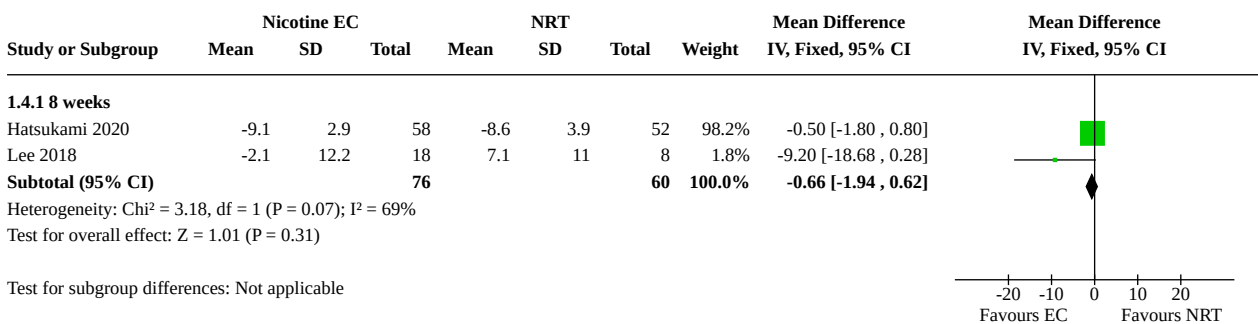 Nicotine EC NRT Mean Difference Mean Difference
Study or Subgroup Mean SD Total Mean SD Total Weight IV, Fixed, 95% CI IV, Fixed, 95% CI
1.4.1 8 weeks
Hatsukami 2020 -9.1 2.9 58 -8.6 3.9 52 98.2% -0.50 [-1.80 , 0.80]
Lee 2018 -2.1 12.2 18 7.1 11 8 1.8% -9.20 [-18.68 , 0.28]
Subtotal (95% CI) 76 60 100.0% -0.66 [-1.94 , 0.62]
Heterogeneity: Chi² = 3.18, df = 1 (P = 0.07); I² = 69%
Test for overall effect: Z = 1.01 (P = 0.31)
Test for subgroup differences: Not applicable
-20 -10 0 10 20
Favours EC Favours NRT